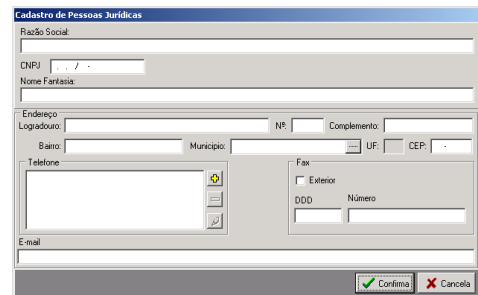 Cadastro de Pessoas Jurídicas
Razão Social:
CNPJ . . / -
Nome Fantasia:
Endereço
Logradouro: Nº: Complemento:
Bairro: Municipio: ... UF: CEP: -
Telefone Fax
Exterior
DDD Número
E-mail
Confirma Cancela